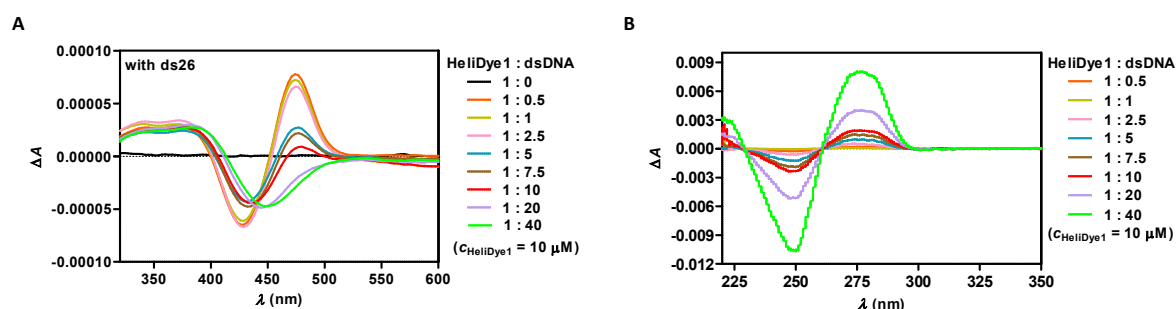 A
with ds26
ΔA
0.00010
0.00005
0.00000
-0.00005
-0.00010
350 400 450 500 550 600
λ (nm)
HeliDye1 : dsDNA
1 : 0
1 : 0.5
1 : 1
1 : 2.5
1 : 5
1 : 7.5
1 : 10
1 : 20
1 : 40
(cHeliDye1 = 10 μM)
B
ΔA
0.009
0.006
0.003
0.000
-0.003
-0.006
-0.009
-0.012
225 250 275 300 325 350
λ (nm)
HeliDye1 : dsDNA
1 : 0.5
1 : 1
1 : 2.5
1 : 5
1 : 7.5
1 : 10
1 : 20
1 : 40
(cHeliDye1 = 10 μM)